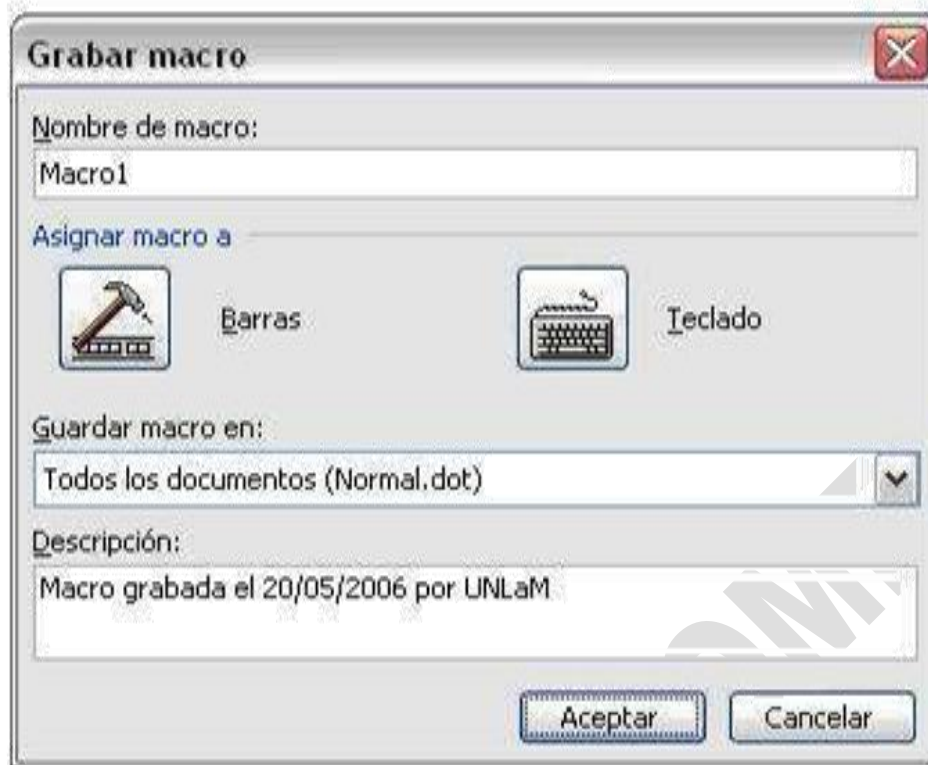 Grabar macro
Nombre de macro:
Macro1
Asignar macro a
Barras
Teclado
Guardar macro en:
Todos los documentos (Normal.dot)
Descripción:
Macro grabada el 20/05/2006 por UNLaM
Aceptar
Cancelar